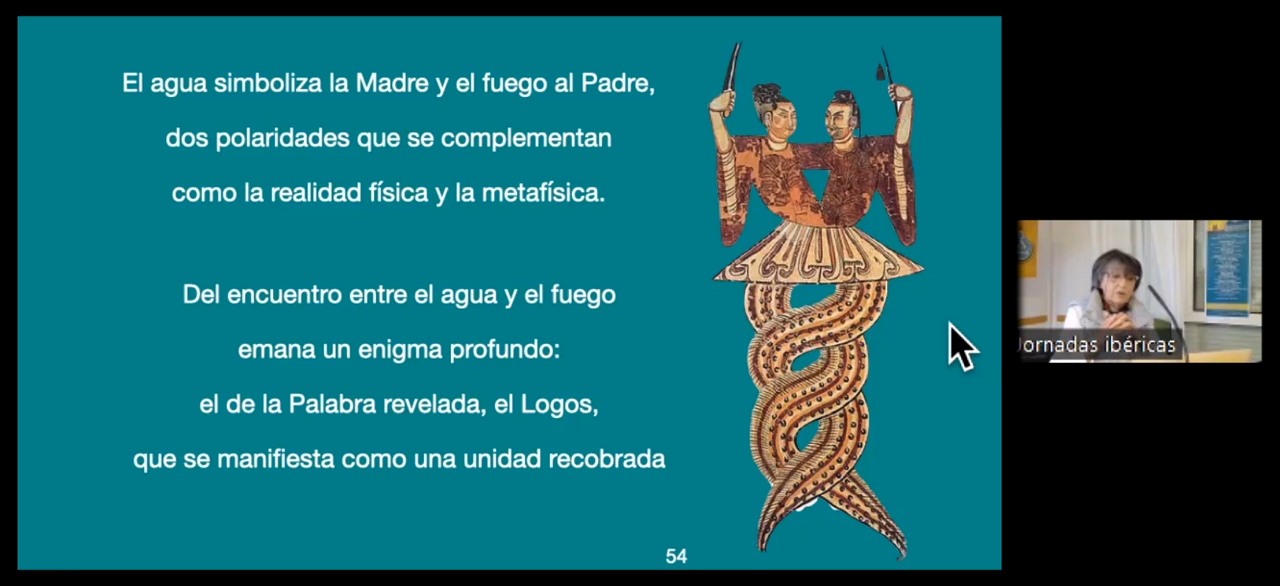 El agua simboliza la Madre y el fuego al Padre,
dos polaridades que se complementan
como la realidad física y la metafísica.
Del encuentro entre el agua y el fuego
emana un enigma profundo:
el de la Palabra revelada, el Logos,
que se manifiesta como una unidad recobrada
54
Jornadas ibéricas